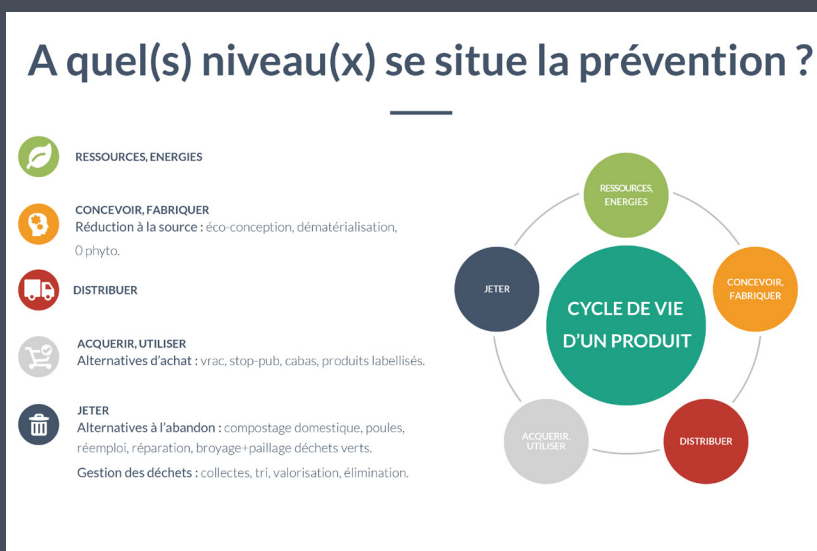 A quel(s) niveau(x) se situe la prévention ?
RESSOURCES, ENERGIES
CONCEVOIR, FABRIQUER
Réduction à la source : éco-conception, dématérialisation,
0 phyto.
DISTRIBUER
ACQUERIR, UTILISER
Alternatives d'achat : vrac, stop-pub, cabas, produits labellisés.
JETER
Alternatives à l'abandon : compostage domestique, poules,
réemploi, réparation, broyage+paillage déchets verts.
Gestion des déchets : collectes, tri, valorisation, élimination.
RESSOURCES,
ENERGIES
CONCEVOIR,
FABRIQUER
DISTRIBUER
ACQUERIR,
UTILISER
JETER
CYCLE DE VIE
D'UN PRODUIT